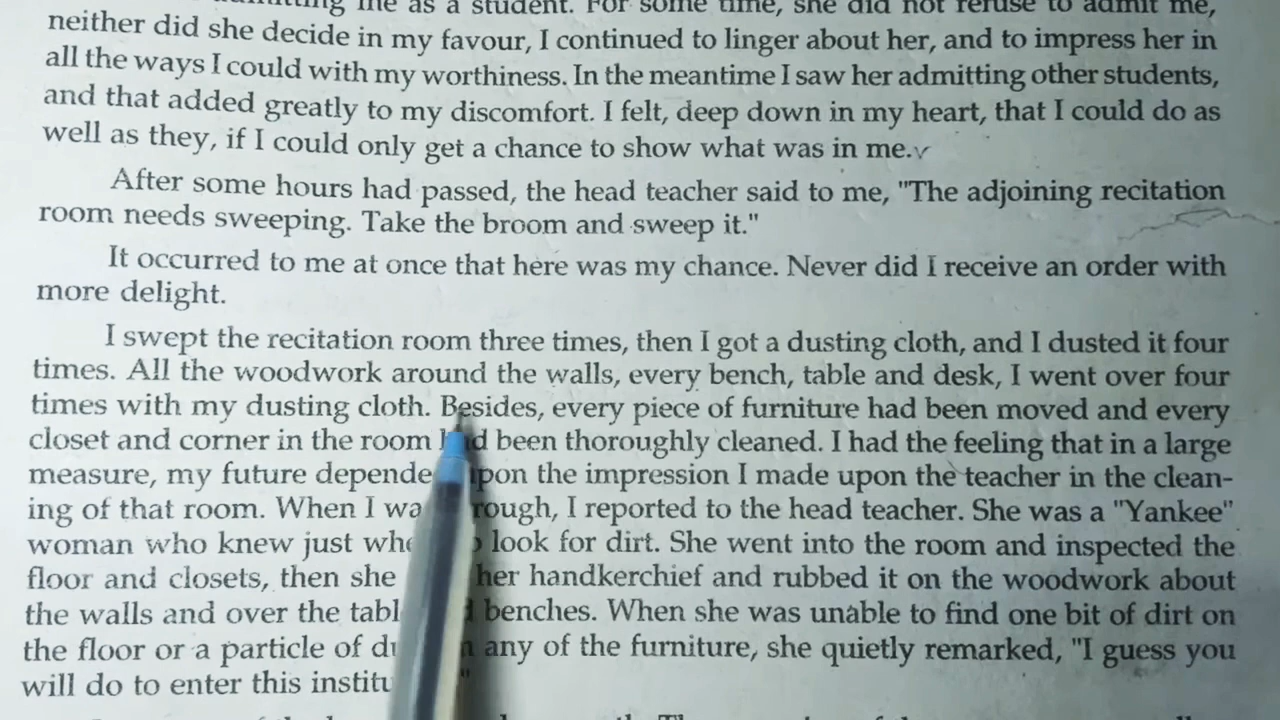 me as a student. For some time, she did not refuse to admit me,
neither did she decide in my favour, I continued to linger about her, and to impress her in
all the ways I could with my worthiness. In the meantime I saw her admitting other students,
and that added greatly to my discomfort. I felt, deep down in my heart, that I could do as
well as they, if I could only get a chance to show what was in me.
After some hours had passed, the head teacher said to me, "The adjoining recitation
room needs sweeping. Take the broom and sweep it."
It occurred to me at once that here was my chance. Never did I receive an order with
more delight.
I swept the recitation room three times, then I got a dusting cloth, and I dusted it four
times. All the woodwork around the walls, every bench, table and desk, I went over four
times with my dusting cloth. Besides, every piece of furniture had been moved and every
closet and corner in the room been thoroughly cleaned. I had the feeling that in a large
measure, my future the impression I made upon the teacher in the clean-
ing of that room. When I I reported to the head teacher. She was a "Yankee"
woman who knew just look for dirt. She went into the room and inspected the
floor and closets, then she her handkerchief and rubbed it on the woodwork about
the walls and over the benches. When she was unable to find one bit of dirt on
the floor or a particle of any of the furniture, she quietly remarked, "I guess you
will do to enter this